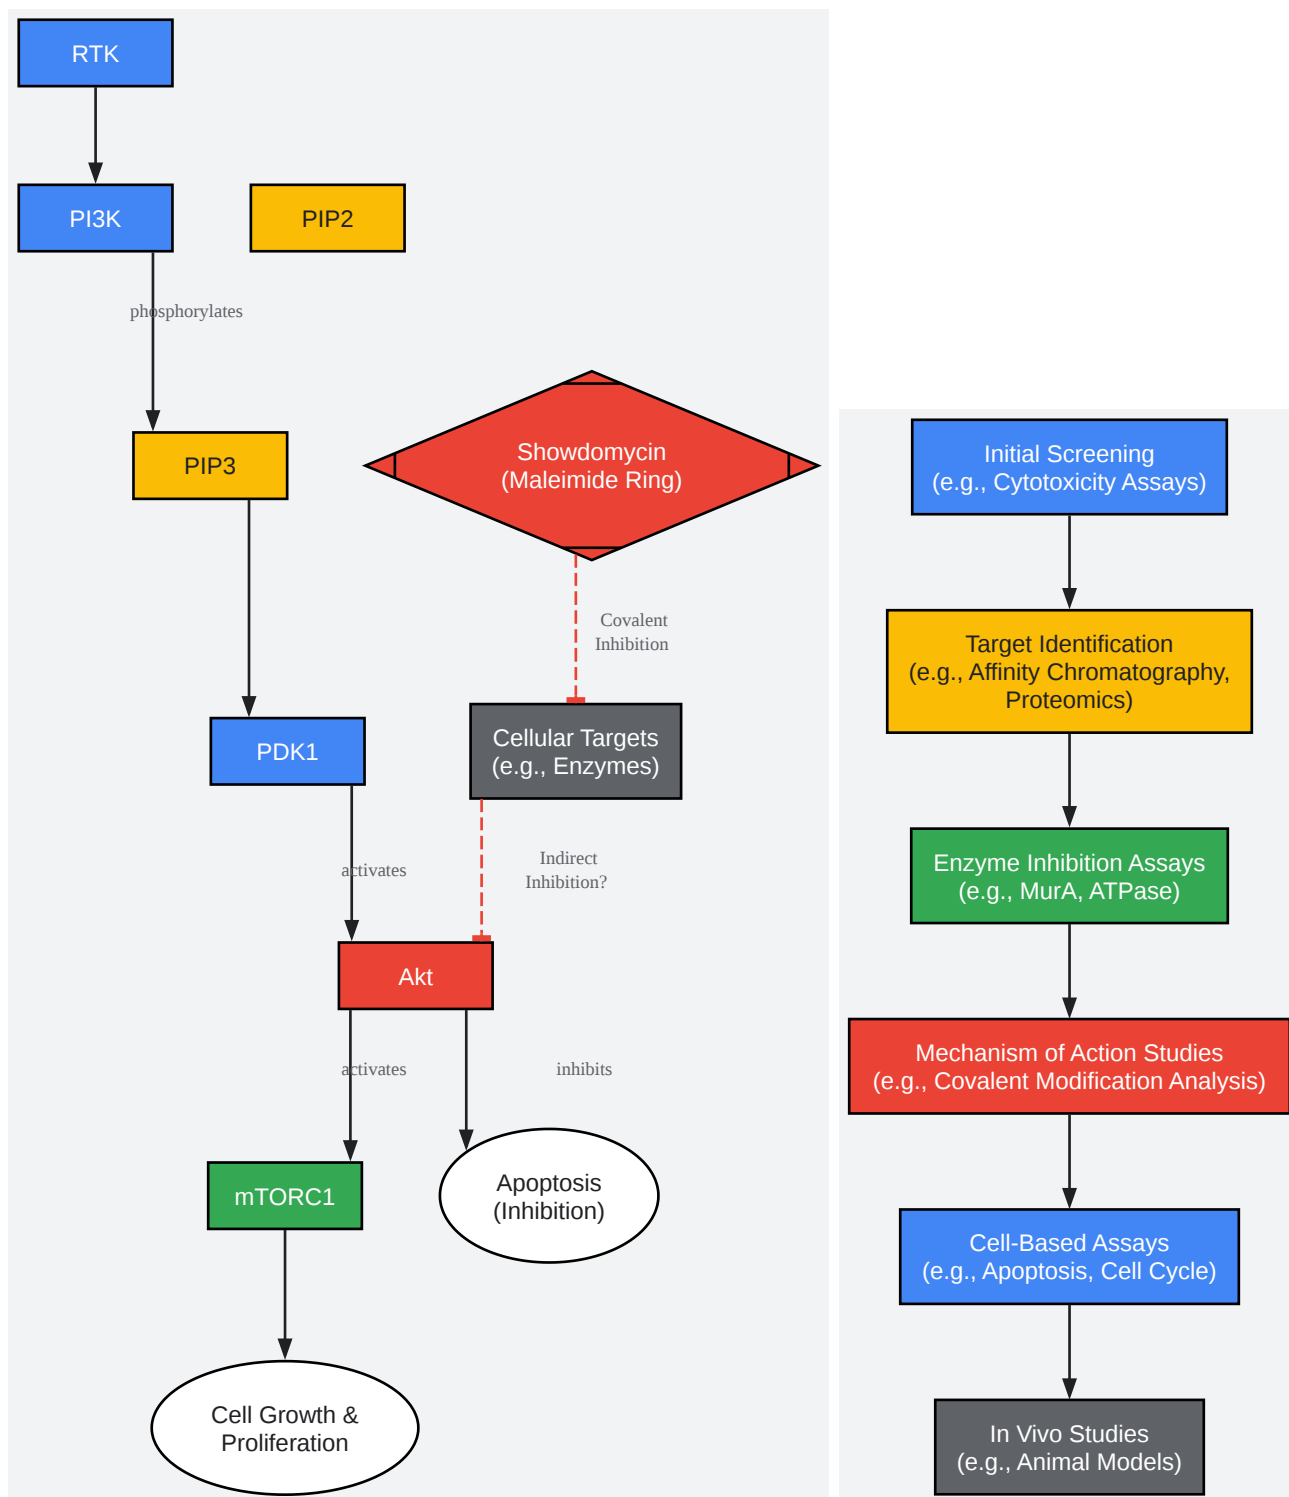 RTK
PI3K
PIP2
phosphorylates
PIP3
Showdomycin
(Maleimide Ring)
Covalent
Inhibition
PDK1
Cellular Targets
(e.g., Enzymes)
activates
Indirect
Inhibition?
Akt
activates
inhibits
mTORC1
Apoptosis
(Inhibition)
Cell Growth &
Proliferation
Initial Screening
(e.g., Cytotoxicity Assays)
Target Identification
(e.g., Affinity Chromatography,
Proteomics)
Enzyme Inhibition Assays
(e.g., MurA, ATPase)
Mechanism of Action Studies
(e.g., Covalent Modification Analysis)
Cell-Based Assays
(e.g., Apoptosis, Cell Cycle)
In Vivo Studies
(e.g., Animal Models)